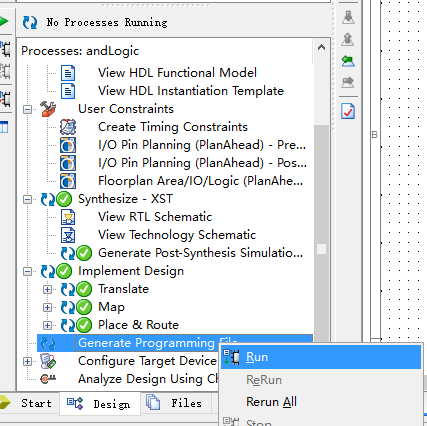 No Processes Running
Processes: andLogic
View HDL Functional Model
View HDL Instantiation Template
User Constraints
Create Timing Constraints
I/O Pin Planning (PlanAhead) - Pre...
I/O Pin Planning (PlanAhead) - Pos...
Floorplan Area/IO/Logic (PlanAhe...
Synthesize - XST
View RTL Schematic
View Technology Schematic
Generate Post-Synthesis Simulatio...
Implement Design
Translate
Map
Place & Route
Generate Programming File
Run
Configure Target Device
ReRun
Analyze Design Using Ch
Rerun All
Start Design Files
Stop